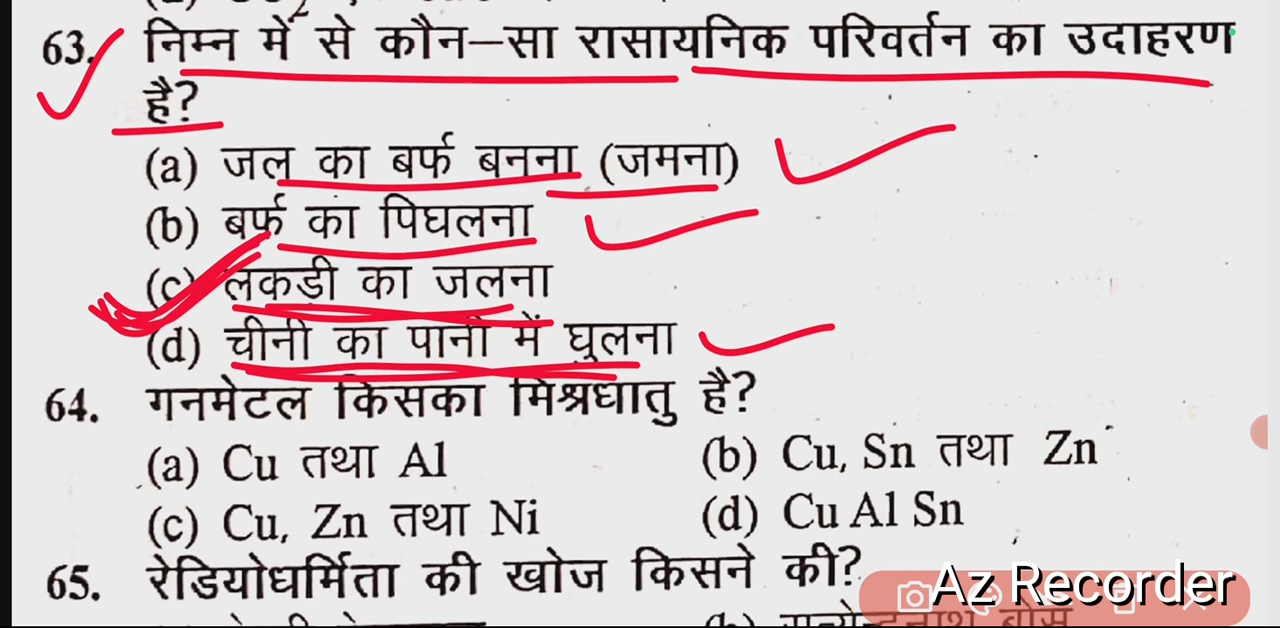 63. निम्न में से कौन-सा रासायनिक परिवर्तन का उदाहरण
है?
(a) जल का बर्फ बनना (जमना)
(b) बर्फ का पिघलना
(c) लकड़ी का जलना
(d) चीनी का पानी में घुलना
64. गनमेटल किसका मिश्रधातु है?
(a) Cu तथा Al
(b) Cu, Sn तथा Zn
(c) Cu, Zn तथा Ni
(d) Cu Al Sn
65. रेडियोधर्मिता की खोज किसने की?
Az Recorder